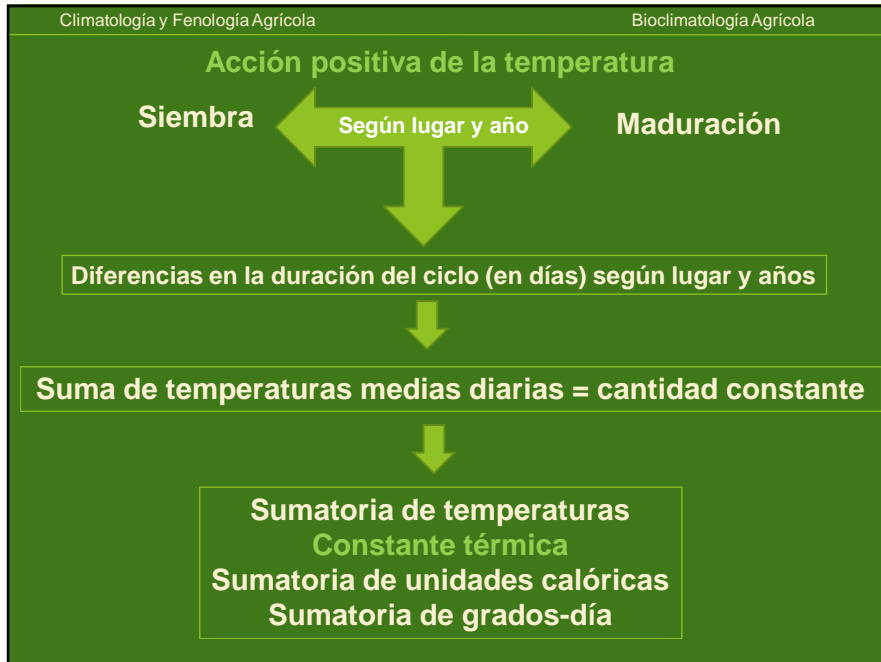 Climatología y Fenología Agrícola
Bioclimatología Agrícola
Acción positiva de la temperatura
Siembra
Según lugar y año
Maduración
Diferencias en la duración del ciclo (en días) según lugar y años
Suma de temperaturas medias diarias = cantidad constante
Sumatoria de temperaturas
Constante térmica
Sumatoria de unidades calóricas
Sumatoria de grados-día